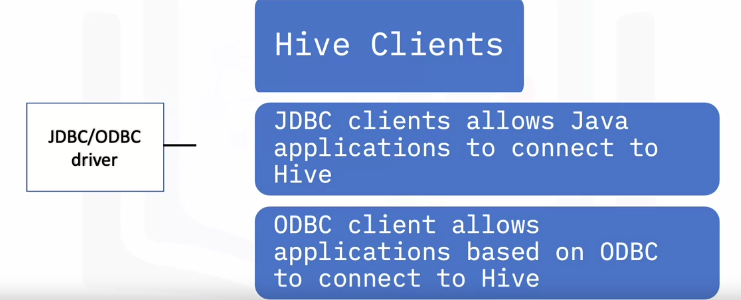 Hive Clients
JDBC/ODBC
driver
JDBC clients allows Java
applications to connect to
Hive
ODBC client allows
applications based on ODBC
to connect to Hive